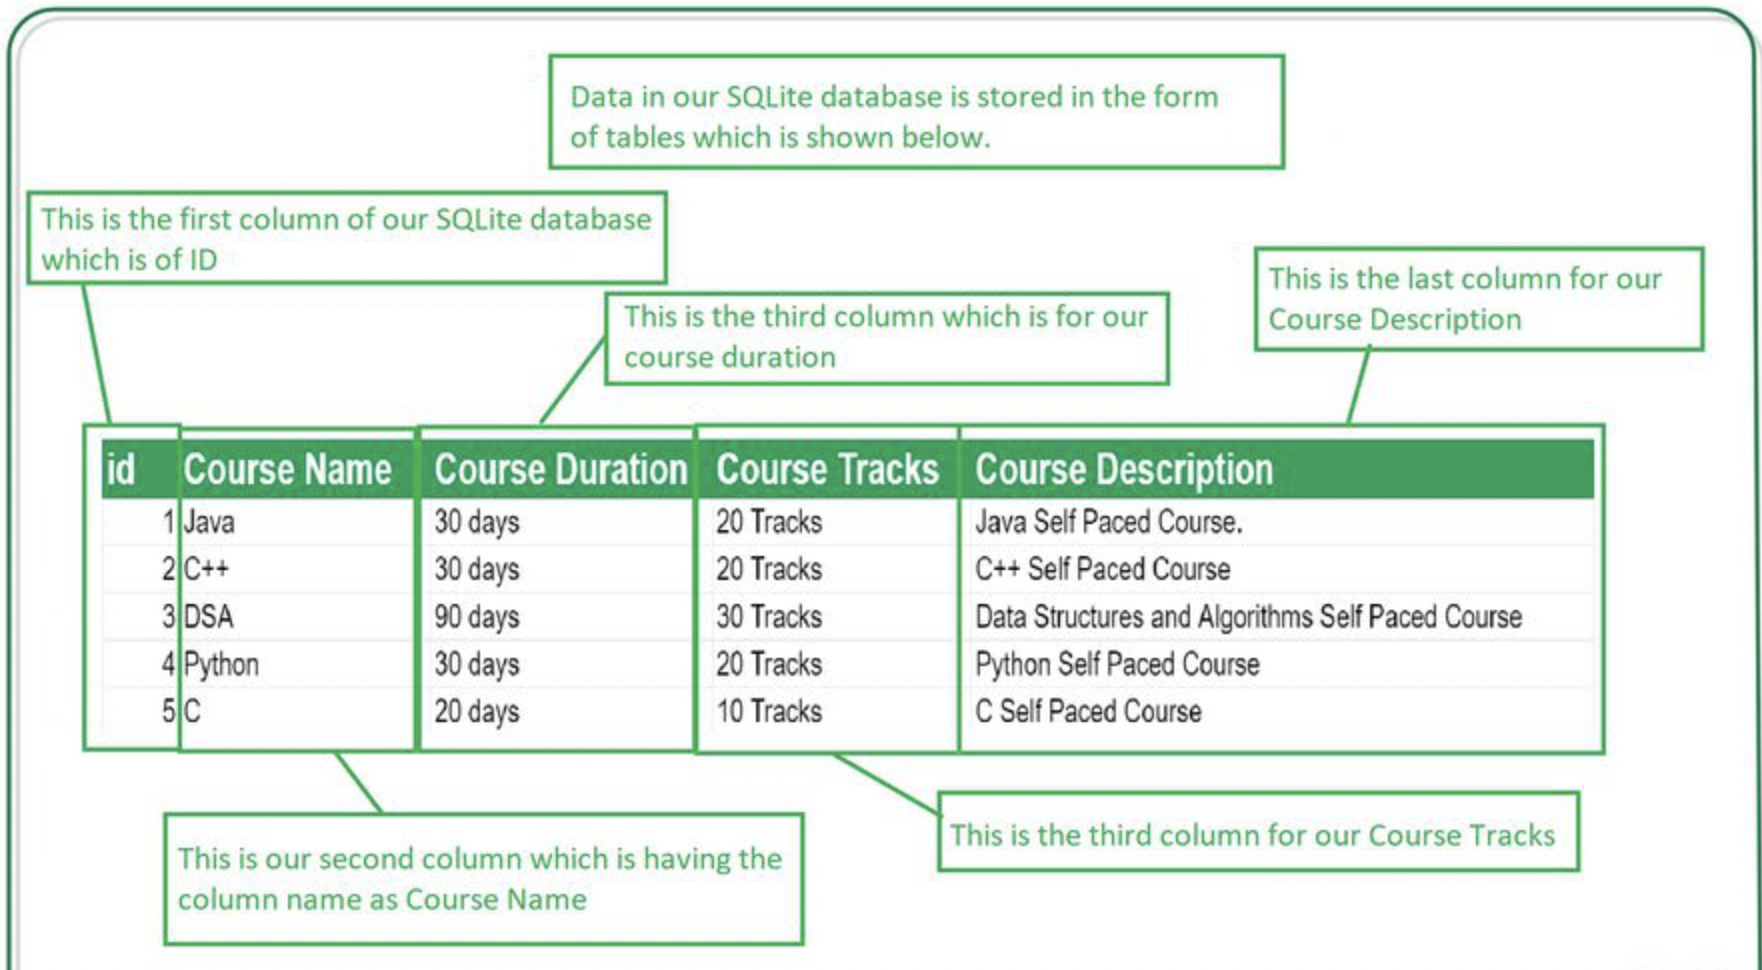 Data in our SQLite database is stored in the form
of tables which is shown below.
This is the first column of our SQLite database
which is of ID
This is the last column for our
Course Description
This is the third column which is for our
course duration
id Course Name Course Duration Course Tracks Course Description
1 Java 30 days 20 Tracks Java Self Paced Course.
2 C++ 30 days 20 Tracks C++ Self Paced Course
3 DSA 90 days 30 Tracks Data Structures and Algorithms Self Paced Course
4 Python 30 days 20 Tracks Python Self Paced Course
5 C 20 days 10 Tracks C Self Paced Course
This is the third column for our Course Tracks
This is our second column which is having the
column name as Course Name